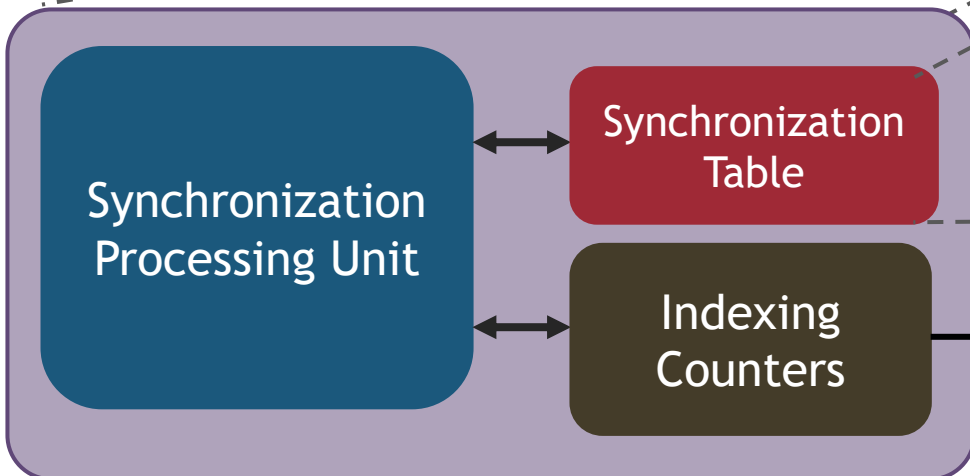 Synchronization
Processing Unit
Synchronization
Table
Indexing
Counters